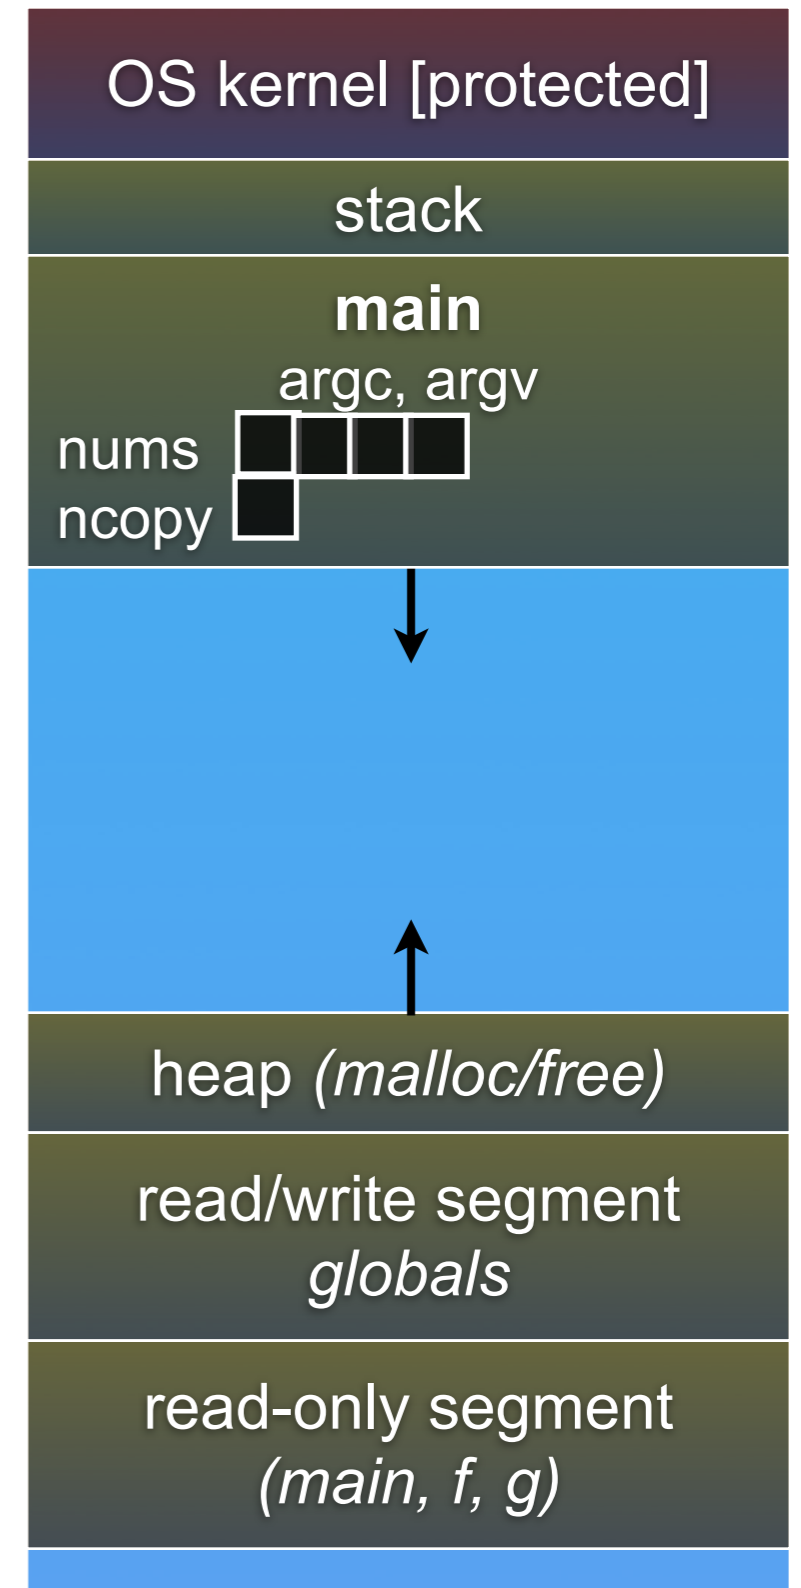 OS kernel [protected]
stack
main
argc, argv
nums
ncopy
heap (malloc/free)
read/write segment
globals
read-only segment
(main, f, g)